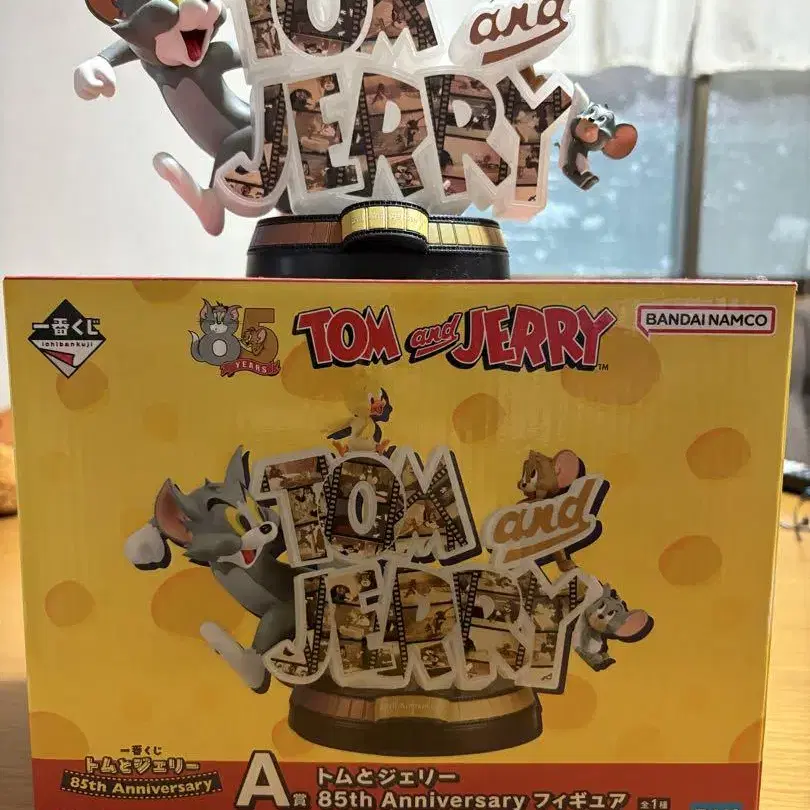 TOM and
JERRY
一番くじ
ichibankuji
85
YEARS
TOM and JERRY™
BANDAI NAMCO
TOM and
JERRY
一番くじ
トムとジェリー
85th Anniversary
A賞
トムとジェリー
85th Anniversary フィギュア 全1種